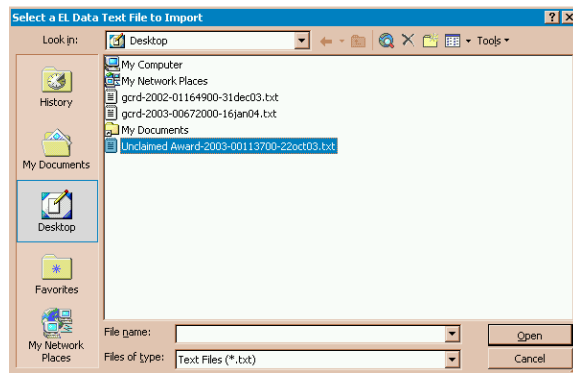 Select a EL Data Text File to Import
Look in: Desktop Tools
My Computer
My Network Places
gcrd-2002-01164900-31dec03.txt
gcrd-2003-00672000-16jan04.txt
My Documents
Unclaimed Award-2003-00113700-22oct03.txt
History
My Documents
Desktop
Favorites
My Network
Places
File name: Open
Files of type: Text Files (*.txt) Cancel